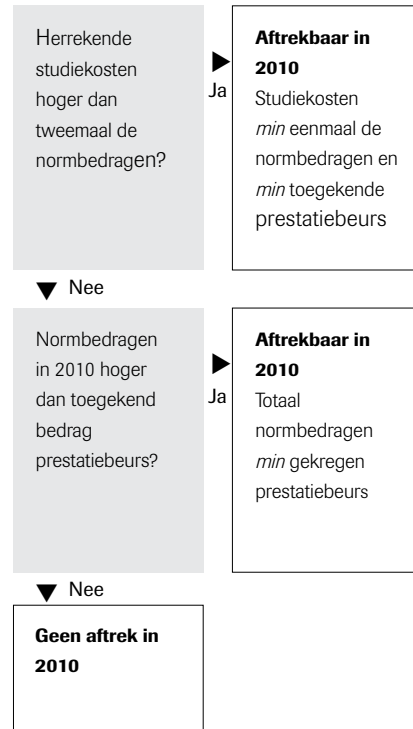 Herrekende
studiekosten
hoger dan
tweemaal de
normbedragen?
Ja
Aftrekbaar in
2010
Studiekosten
min eenmaal de
normbedragen en
min toegekende
prestatiebeurs
Nee
Normbedragen
in 2010 hoger
dan toegekend
bedrag
prestatiebeurs?
Ja
Aftrekbaar in
2010
Totaal
normbedragen
min gekregen
prestatiebeurs
Nee
Geen aftrek in
2010